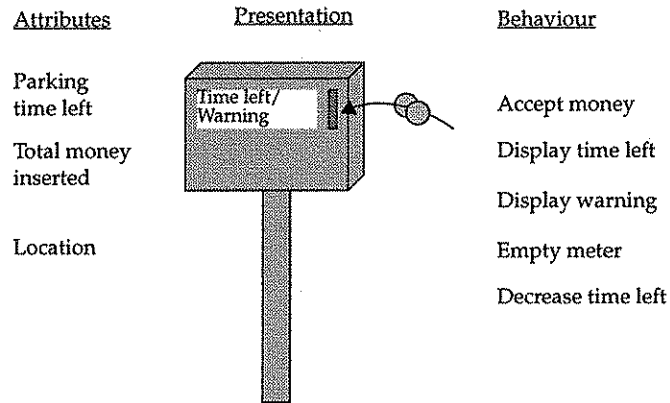 Attributes
Presentation
Behaviour
Parking
time left
Total money
inserted
Location
Time left/
Warning
Accept money
Display time left
Display warning
Empty meter
Decrease time left